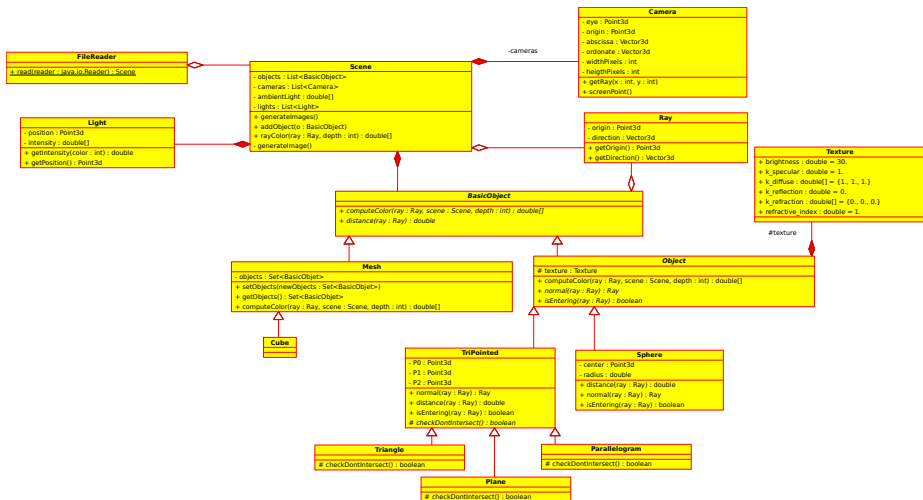 Camera
- eye : Point3d
- origin : Point3d
- abscissa : Vector3d
- ordonate : Vector3d
- widthPixels : int
- heigthPixels : int
+ getRay(x : int, y : int)
+ screenPoint()
-cameras
FileReader
+ read(reader : java.io.Reader) : Scene
Scene
- objects : List<BasicObject>
- cameras : List<Camera>
- ambientLight : double[]
- lights : List<Light>
+ generateImages()
+ addObject(o : BasicObject)
+ rayColor(ray : Ray, depth : int) : double[]
- generateImage()
Light
- position : Point3d
- intensity : double[]
+ getIntensity(color : int) : double
+ getPosition() : Point3d
Ray
- origin : Point3d
- direction : Vector3d
+ getOrigin() : Point3d
+ getDirection() : Vector3d
Texture
+ brightness : double = 30.
+ k_specular : double = 1.
+ k_diffuse : double[] = {1., 1., 1.}
+ k_reflection : double = 0.
+ k_refraction : double[] = {0., 0., 0.}
+ refractive_index : double = 1.
#texture
BasicObject
+ computeColor(ray : Ray, scene : Scene, depth : int) : double[]
+ distance(ray : Ray) : double
Mesh
- objects : Set<BasicObjet>
+ setObjects(newObjects : Set<BasicObjet>)
+ getObjects() : Set<BasicObjet>
+ computeColor(ray : Ray, scene : Scene, depth : int) : double[]
Object
# texture : Texture
+ computeColor(ray : Ray, scene : Scene, depth : int) : double[]
+ normal(ray : Ray) : Ray
+ isEntering(ray : Ray) : boolean
Cube
TriPointed
- P0 : Point3d
- P1 : Point3d
- P2 : Point3d
+ normal(ray : Ray) : Ray
+ distance(ray : Ray) : double
+ isEntering(ray : Ray) : boolean
# checkDontIntersect() : boolean
Sphere
- center : Point3d
- radius : double
+ distance(ray : Ray) : double
+ normal(ray : Ray) : Ray
+ isEntering(ray : Ray) : boolean
Triangle
# checkDontIntersect() : boolean
Parallelogram
# checkDontIntersect() : boolean
Plane
# checkDontIntersect() : boolean